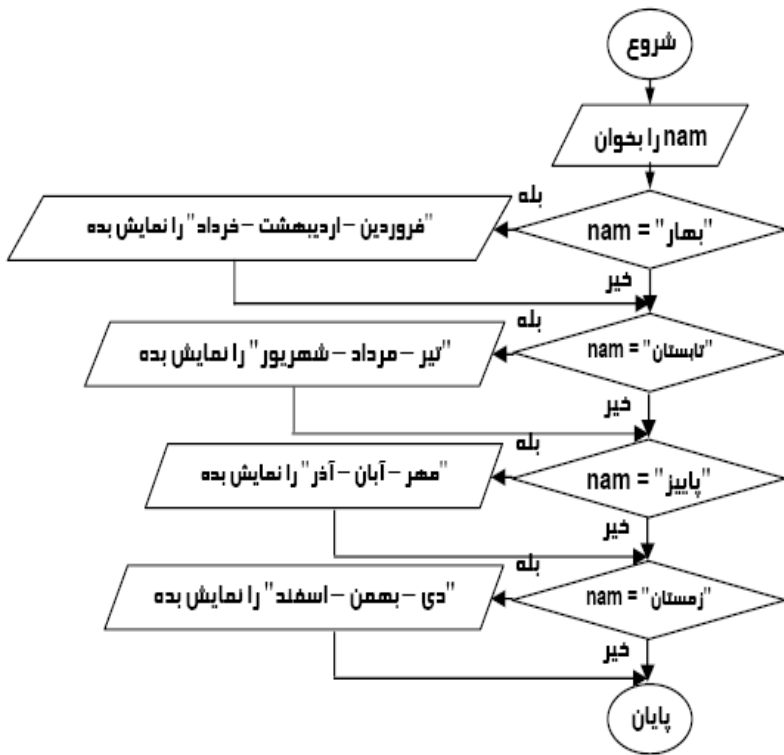 شروع
nam را بخوان
بله
nam = "بهار"
"فروردین – اردیبهشت – خرداد" را نمایش بده
خیر
بله
nam = "تابستان"
"تیر – مرداد – شهریور" را نمایش بده
خیر
بله
nam = "پاییز"
"مهر – آبان – آذر" را نمایش بده
خیر
بله
nam = "زمستان"
"دی – بهمن – اسفند" را نمایش بده
خیر
پایان